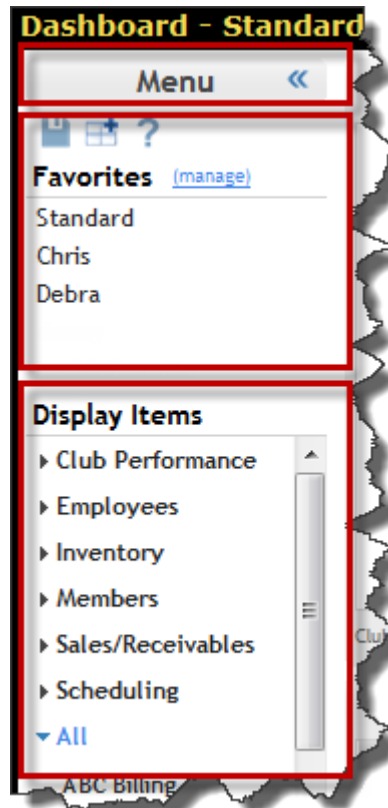 Dashboard - Standard
Menu «
?
Favorites (manage)
Standard
Chris
Debra
Display Items
Club Performance
Employees
Inventory
Members
Sales/Receivables
Clu
Scheduling
All
ABC Billing